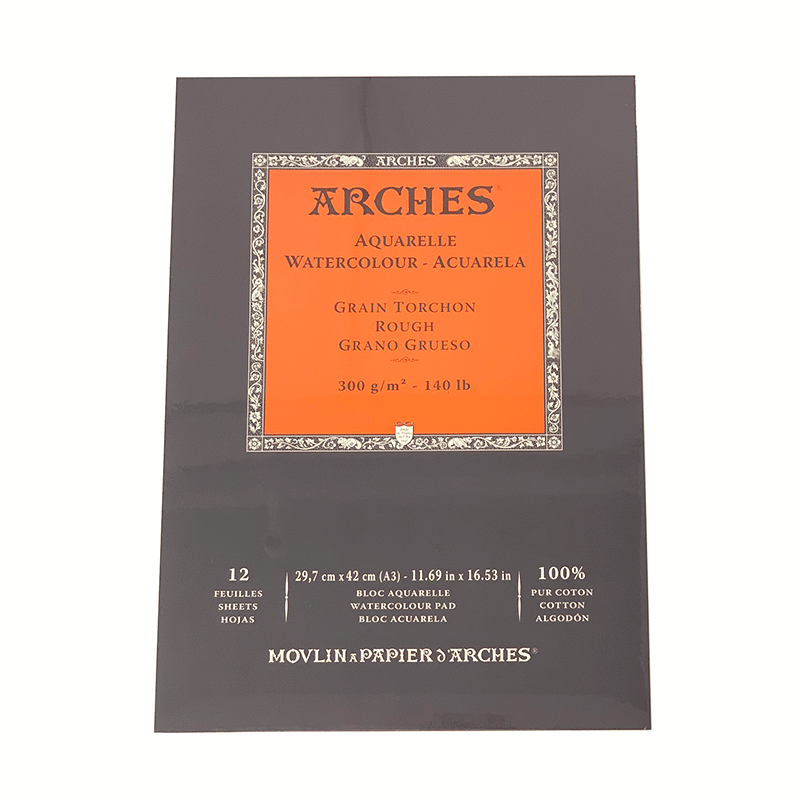 ARCHES
ARCHES®
AQUARELLE
WATERCOLOUR - ACUARELA
GRAIN TORCHON
ROUGH
GRANO GRUESO
300 g/m² - 140 lb
12
FEUILLES
SHEETS
HOJAS
29,7 cm x 42 cm (A3) - 11.69 in x 16.53 in
BLOC AQUARELLE
WATERCOLOUR PAD
BLOC ACUARELA
100%
PUR COTON
COTTON
ALGODÓN
MOVLIN A PAPIER D'ARCHES®